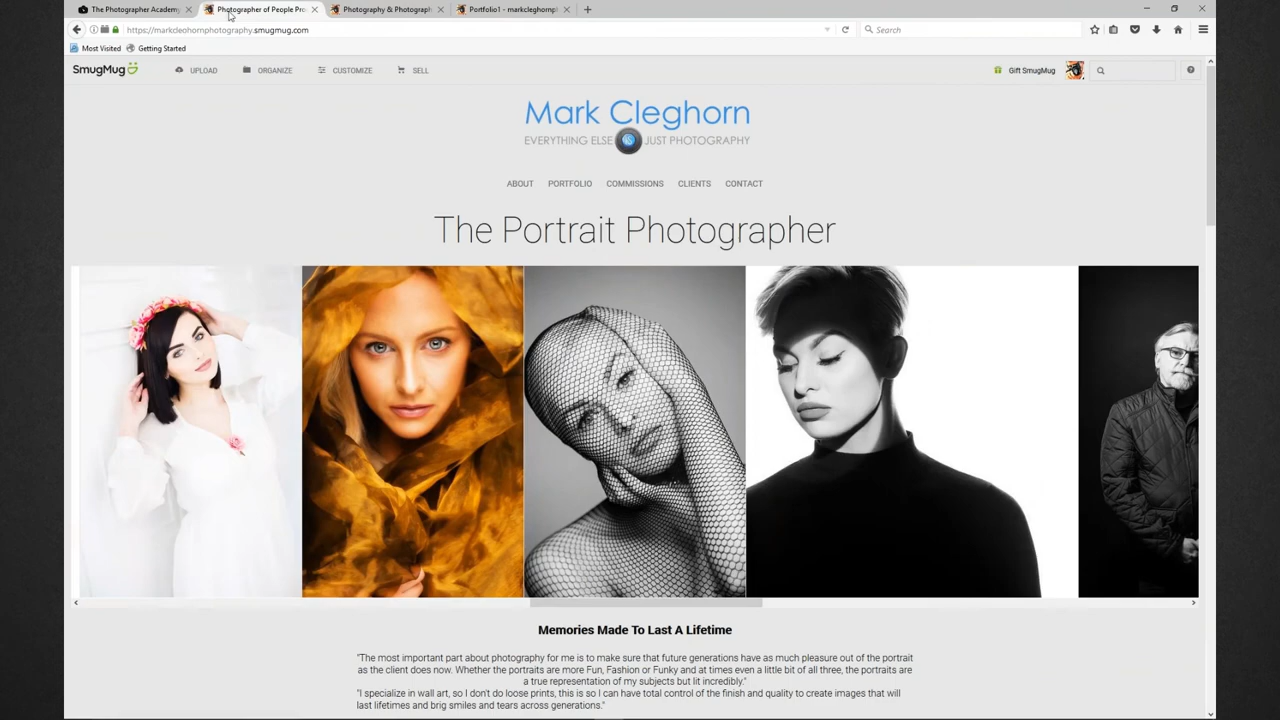 The Photographer Academy
Photographer of People Pro...
Photography & Photograph
Portfolio1 - markcleghornp
https://markcleghornphotography.smugmug.com
Search
Most Visited
Getting Started
SmugMug
UPLOAD
ORGANIZE
CUSTOMIZE
SELL
Gift SmugMug
Mark Cleghorn
EVERYTHING ELSE IS JUST PHOTOGRAPHY
ABOUT
PORTFOLIO
COMMISSIONS
CLIENTS
CONTACT
The Portrait Photographer
Memories Made To Last A Lifetime
"The most important part about photography for me is to make sure that future generations have as much pleasure out of the portrait
as the client does now. Whether the portraits are more Fun, Fashion or Funky and at times even a little bit of all three, the portraits are
a true representation of my subjects but lit incredibly."
"I specialize in wall art, so I don't do loose prints, this is so I can have total control of the finish and quality to create images that will
last lifetimes and brig smiles and tears across generations."